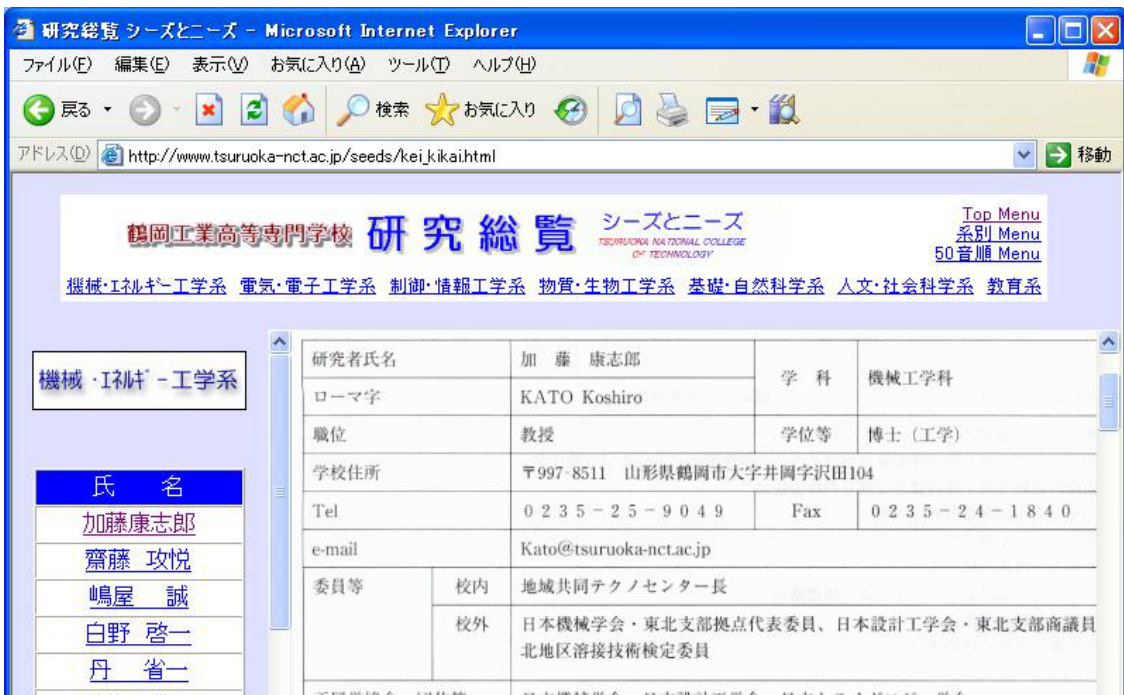 研究総覧 シーズとニーズ - Microsoft Internet Explorer
ファイル(F) 編集(E) 表示(V) お気に入り(A) ツール(T) ヘルプ(H)
戻る 検索 お気に入り
アドレス(D) http://www.tsuruoka-nct.ac.jp/seeds/kei_kikai.html 移動
鶴岡工業高等専門学校 研究総覧 シーズとニーズ
TSURUOKA NATIONAL COLLEGE
OF TECHNOLOGY
Top Menu
系別 Menu
50音順 Menu
機械・エネルギー工学系 電気・電子工学系 制御・情報工学系 物質・生物工学系 基礎・自然科学系 人文・社会科学系 教育系
機械・エネルギー工学系
氏 名
加藤康志郎
齋藤 攻悦
嶋屋 誠
白野 啓一
丹 省一
研究者氏名 加 藤 康志郎 学 科 機械工学科
ローマ字 KATO Koshiro
職位 教授 学位等 博士（工学）
学校住所 〒997-8511 山形県鶴岡市大字井岡字沢田104
Tel 0235-25-9049 Fax 0235-24-1840
e-mail Kato@tsuruoka-nct.ac.jp
委員等 校内 地域共同テクノセンター長
校外 日本機械学会・東北支部拠点代表委員、日本設計工学会・東北支部商議員
北地区溶接技術検定委員